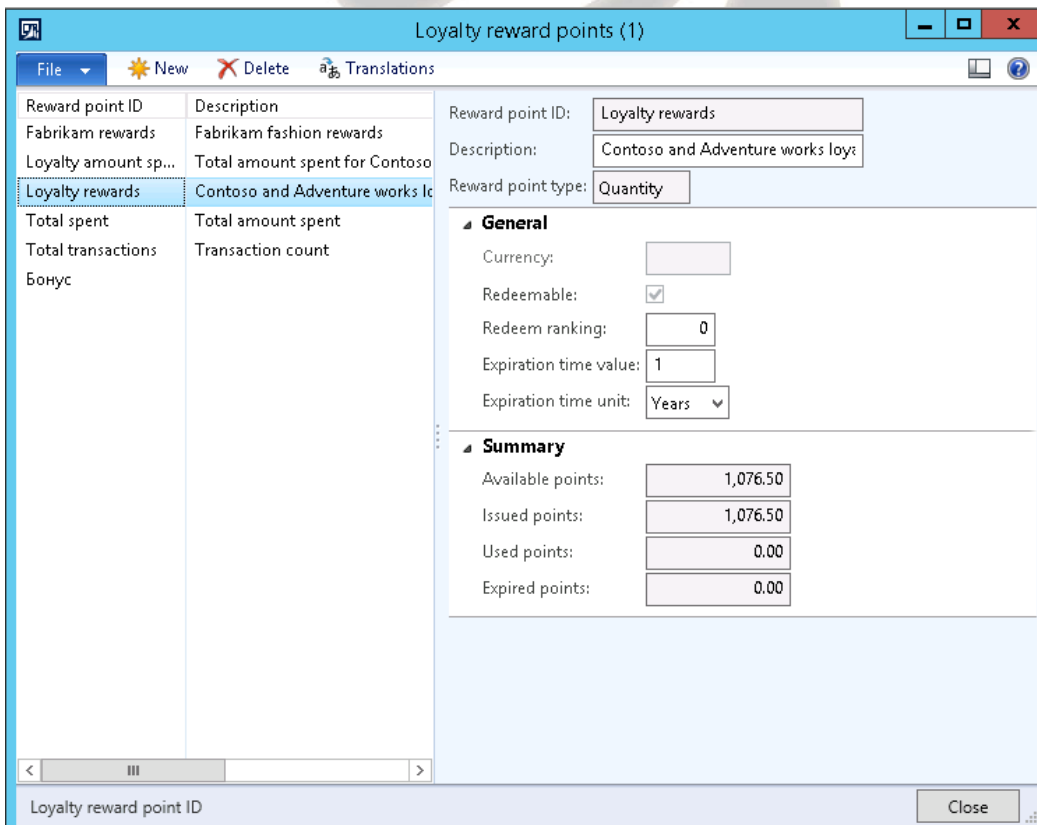 Loyalty reward points (1)
File New Delete Translations
Reward point ID Description
Fabrikam rewards Fabrikam fashion rewards
Loyalty amount sp... Total amount spent for Contoso
Loyalty rewards Contoso and Adventure works lo
Total spent Total amount spent
Total transactions Transaction count
Бонус
Reward point ID: Loyalty rewards
Description: Contoso and Adventure works loya
Reward point type: Quantity
General
Currency:
Redeemable:
Redeem ranking: 0
Expiration time value: 1
Expiration time unit: Years
Summary
Available points: 1,076.50
Issued points: 1,076.50
Used points: 0.00
Expired points: 0.00
Loyalty reward point ID Close